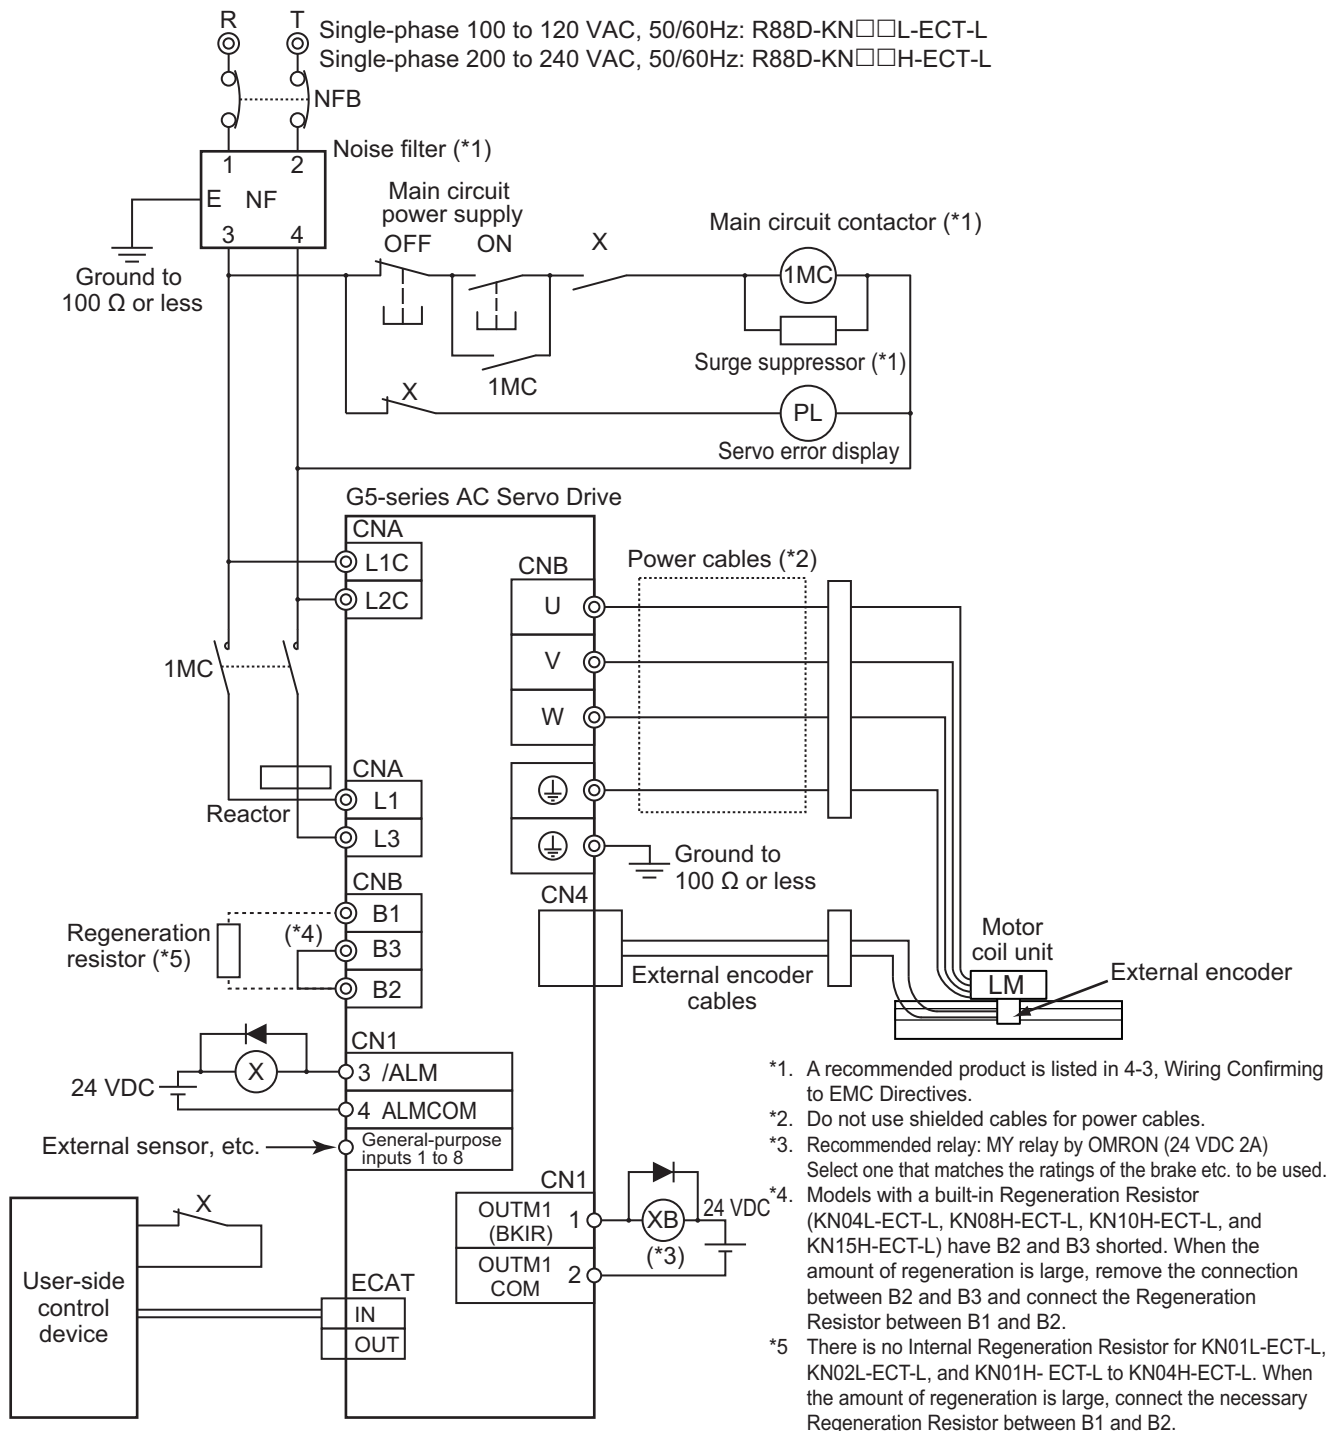 R T
Single-phase 100 to 120 VAC, 50/60Hz: R88D-KN□□L-ECT-L
Single-phase 200 to 240 VAC, 50/60Hz: R88D-KN□□H-ECT-L
NFB
Noise filter (*1)
1 2
E NF
3 4
Ground to
100 Ω or less
Main circuit
power supply
OFF ON X
Main circuit contactor (*1)
1MC
Surge suppressor (*1)
1MC
X
PL
Servo error display
G5-series AC Servo Drive
CNA
L1C
L2C
1MC
Reactor
CNA
L1
L3
CNB
B1
B3
B2
Regeneration
resistor (*5)
(*4)
CNB
U
V
W
Power cables (*2)
Ground to
100 Ω or less
CN4
External encoder
cables
Motor
coil unit
LM
External encoder
CN1
3 /ALM
4 ALMCOM
General-purpose
inputs 1 to 8
X
24 VDC
External sensor, etc.
X
User-side
control
device
ECAT
IN
OUT
CN1
OUTM1
(BKIR)
1
OUTM1
COM
2
XB
(*3)
24 VDC
*1. A recommended product is listed in 4-3, Wiring Confirming
to EMC Directives.
*2. Do not use shielded cables for power cables.
*3. Recommended relay: MY relay by OMRON (24 VDC 2A)
Select one that matches the ratings of the brake etc. to be used.
*4. Models with a built-in Regeneration Resistor
(KN04L-ECT-L, KN08H-ECT-L, KN10H-ECT-L, and
KN15H-ECT-L) have B2 and B3 shorted. When the
amount of regeneration is large, remove the connection
between B2 and B3 and connect the Regeneration
Resistor between B1 and B2.
*5 There is no Internal Regeneration Resistor for KN01L-ECT-L,
KN02L-ECT-L, and KN01H- ECT-L to KN04H-ECT-L. When
the amount of regeneration is large, connect the necessary
Regeneration Resistor between B1 and B2.